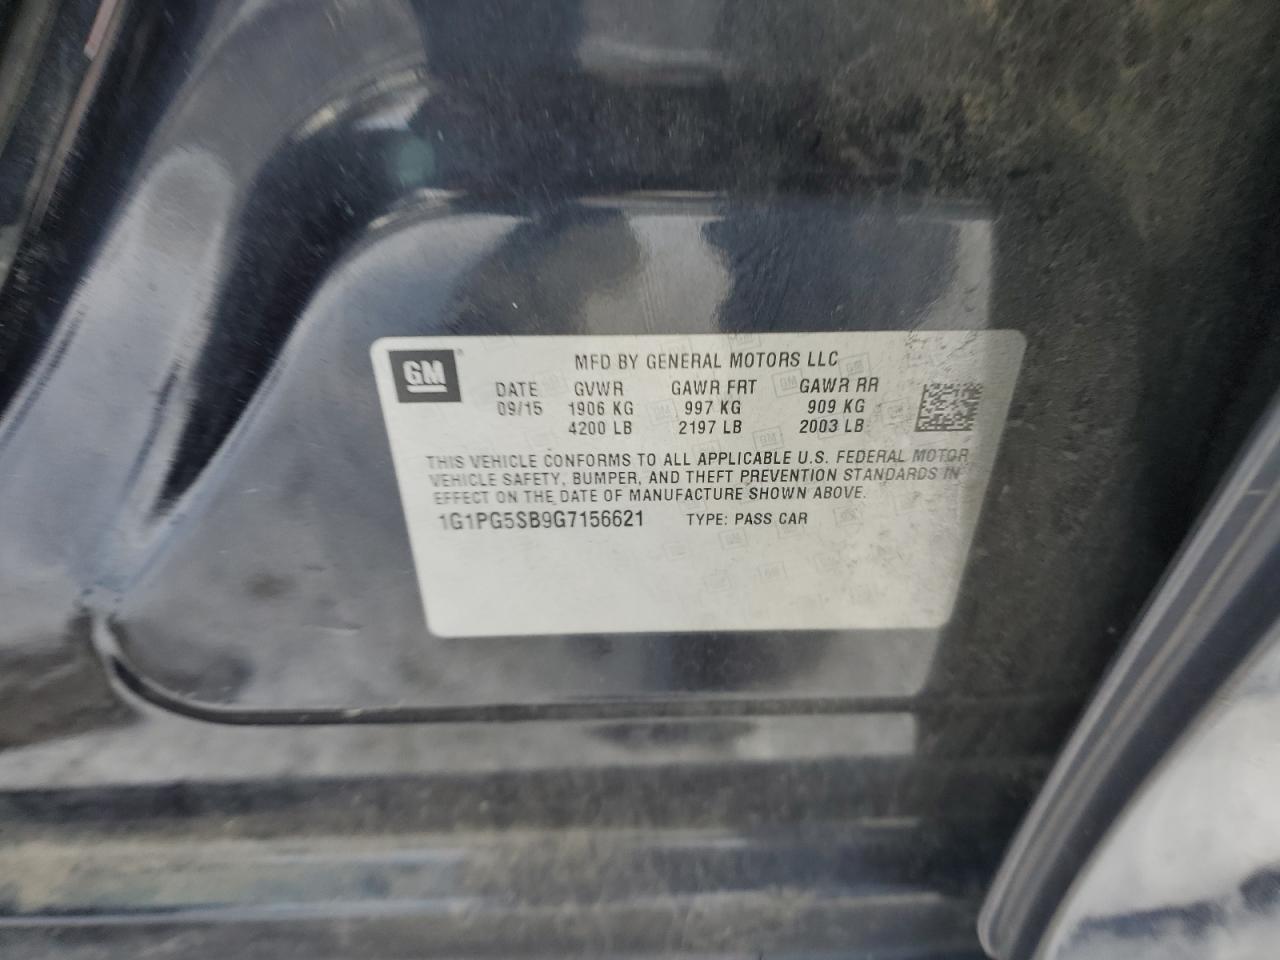 GM
MFD BY GENERAL MOTORS LLC
DATE GVWR GAWR FRT GAWR RR
09/15 1906 KG 997 KG 909 KG
4200 LB 2197 LB 2003 LB
THIS VEHICLE CONFORMS TO ALL APPLICABLE U.S. FEDERAL MOTOR
VEHICLE SAFETY, BUMPER, AND THEFT PREVENTION STANDARDS IN
EFFECT ON THE DATE OF MANUFACTURE SHOWN ABOVE.
1G1PG5SB9G7156621 TYPE: PASS CAR